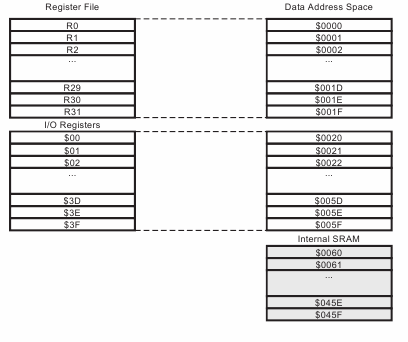 Register File Data Address Space
R0 $0000
R1 $0001
R2 $0002
... ...
R29 $001D
R30 $001E
R31 $001F
I/O Registers
$00 $0020
$01 $0021
$02 $0022
... ...
$3D $005D
$3E $005E
$3F $005F
Internal SRAM
$0060
$0061
...
$045E
$045F